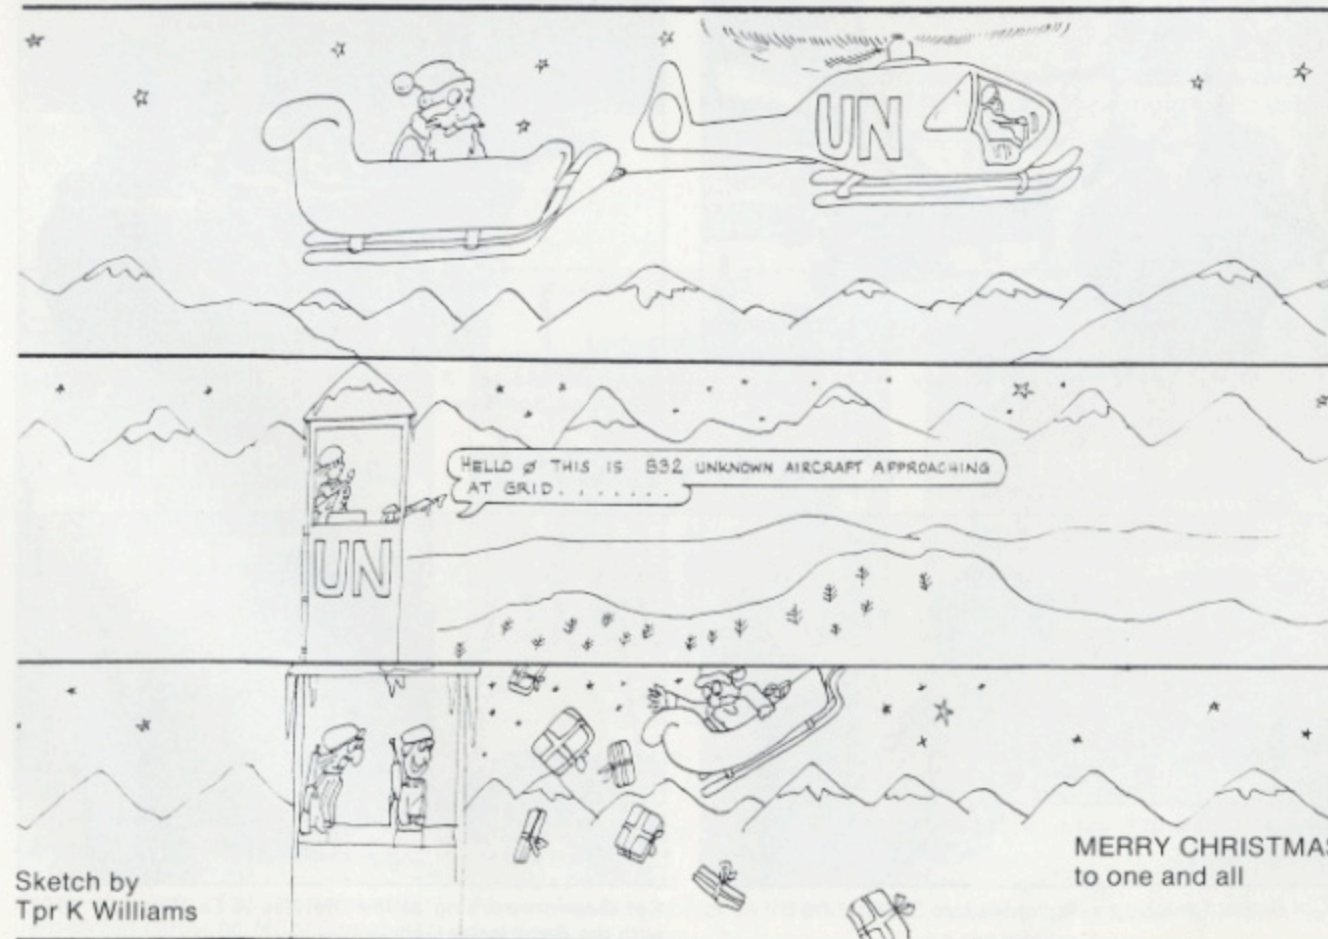 UN
HELLO Ø THIS IS B32 UNKNOWN AIRCRAFT APPROACHING
AT GRID.......
UN
MERRY CHRISTMAS
to one and all
Sketch by
Tpr K Williams